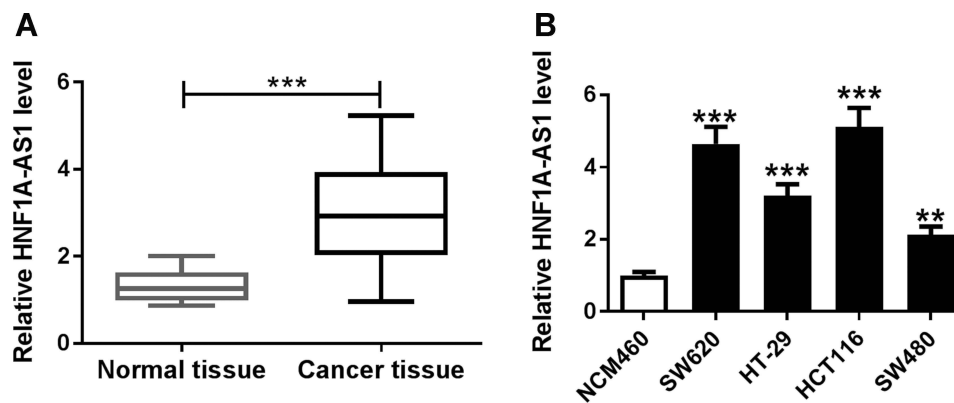 A
Relative HNF1A-AS1 level
6
4
2
0
***
Normal tissue
Cancer tissue
B
Relative HNF1A-AS1 level
6
4
2
0
***
***
***
**
NCM460
SW620
HT-29
HCT116
SW480